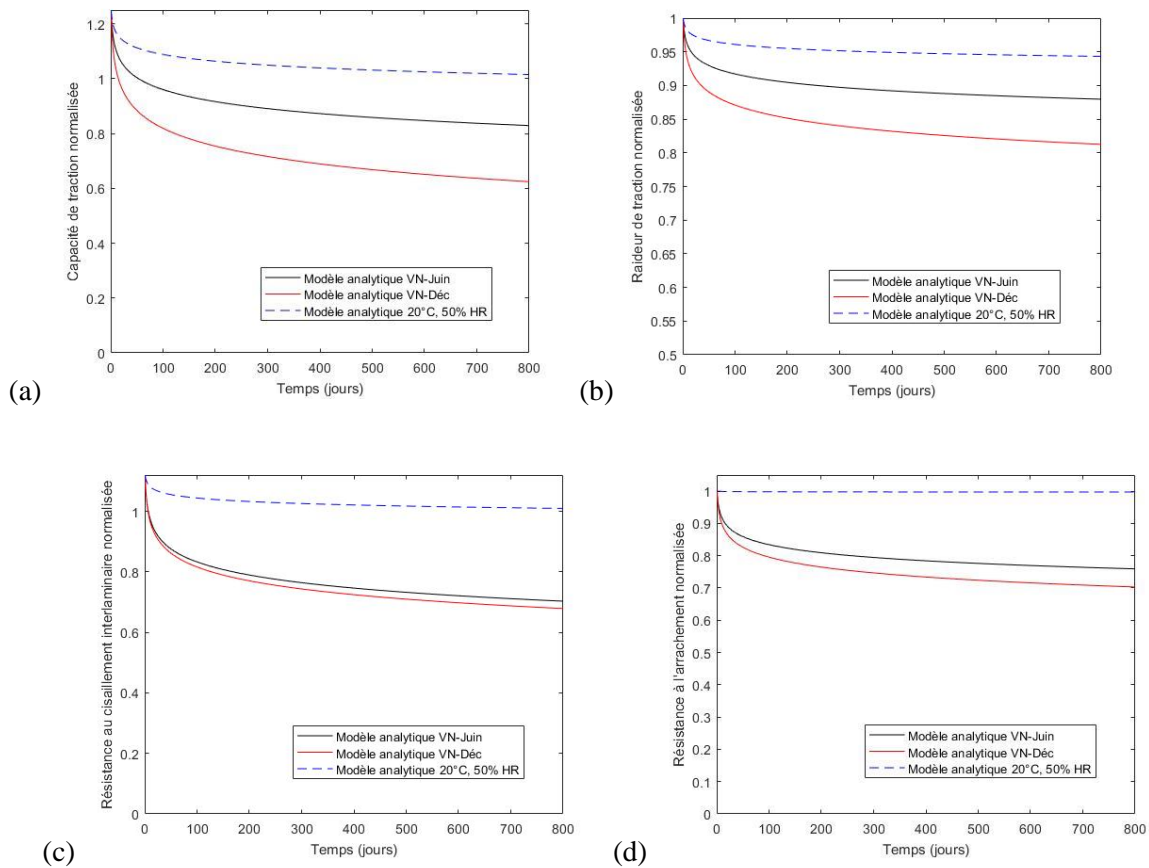 Capacité de traction normalisée
1.2
1
0.8
0.6
0.4
0.2
0
Modèle analytique VN-Juin
Modèle analytique VN-Déc
Modèle analytique 20°C, 50% HR
0 100 200 300 400 500 600 700 800
Temps (jours)
(a)
Raideur de traction normalisée
1
0.95
0.9
0.85
0.8
0.75
0.7
0.65
0.6
0.55
0.5
Modèle analytique VN-Juin
Modèle analytique VN-Déc
Modèle analytique 20°C, 50% HR
0 100 200 300 400 500 600 700 800
Temps (jours)
(b)
Résistance au cisaillement interlaminaire normalisée
1
0.8
0.6
0.4
0.2
0
Modèle analytique VN-Juin
Modèle analytique VN-Déc
Modèle analytique 20°C, 50% HR
0 100 200 300 400 500 600 700 800
Temps (jours)
(c)
Résistance à l'arrachement normalisée
1
0.9
0.8
0.7
0.6
0.5
0.4
0.3
0.2
0.1
0
Modèle analytique VN-Juin
Modèle analytique VN-Déc
Modèle analytique 20°C, 50% HR
0 100 200 300 400 500 600 700 800
Temps (jours)
(d)